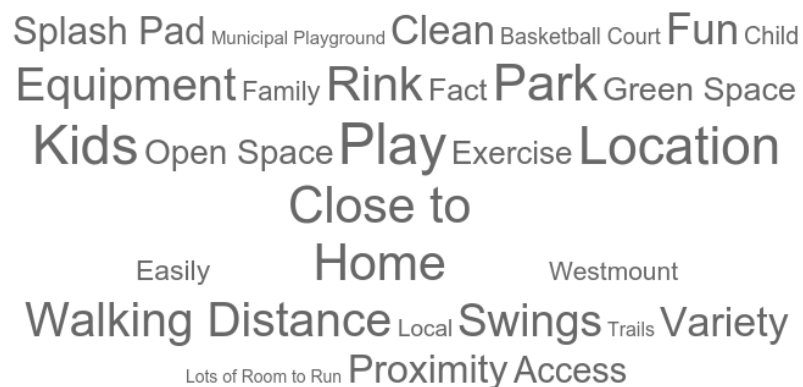 Splash Pad Municipal Playground Clean Basketball Court Fun Child
Equipment Family Rink Fact Park Green Space
Kids Open Space Play Exercise Location
Close to
Easily Home Westmount
Walking Distance Local Swings Trails Variety
Lots of Room to Run Proximity Access